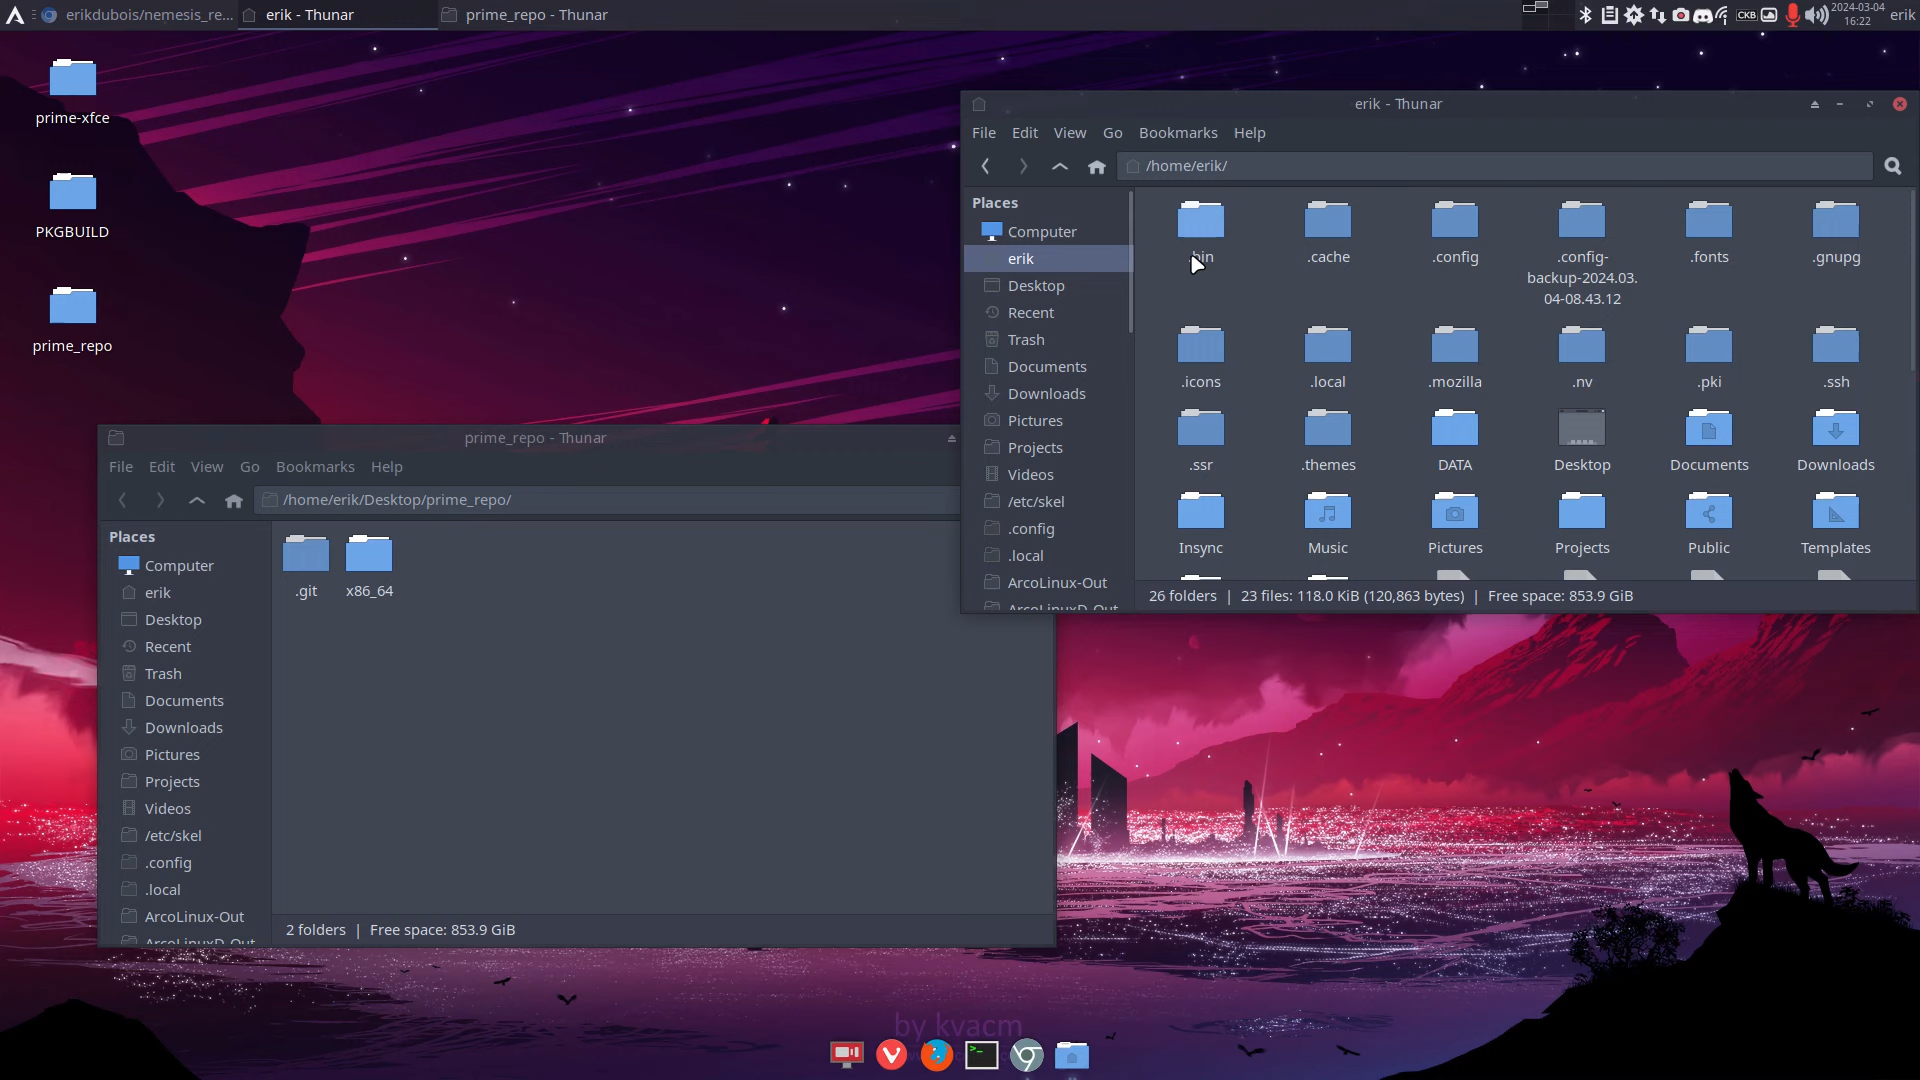 erikdubois/nemesis_re...
erik - Thunar
prime_repo - Thunar
CKB
2024-03-04
16:22
erik
prime-xfce
PKGBUILD
prime_repo
erik - Thunar
File Edit View Go Bookmarks Help
/home/erik/
Places
Computer
erik
Desktop
Recent
Trash
Documents
Downloads
Pictures
Projects
Videos
/etc/skel
.config
.local
ArcoLinux-Out
ArcoLinuxD-Out
.bin
.cache
.config
.config-
backup-2024.03.
04-08.43.12
.fonts
.gnupg
.icons
.local
.mozilla
.nv
.pki
.ssh
.ssr
.themes
DATA
Desktop
Documents
Downloads
Insync
Music
Pictures
Projects
Public
Templates
26 folders | 23 files: 118.0 KiB (120,863 bytes) | Free space: 853.9 GiB
prime_repo - Thunar
File Edit View Go Bookmarks Help
/home/erik/Desktop/prime_repo/
Places
Computer
erik
Desktop
Recent
Trash
Documents
Downloads
Pictures
Projects
Videos
/etc/skel
.config
.local
ArcoLinux-Out
ArcoLinuxD-Out
.git
x86_64
2 folders | Free space: 853.9 GiB
by kvacm